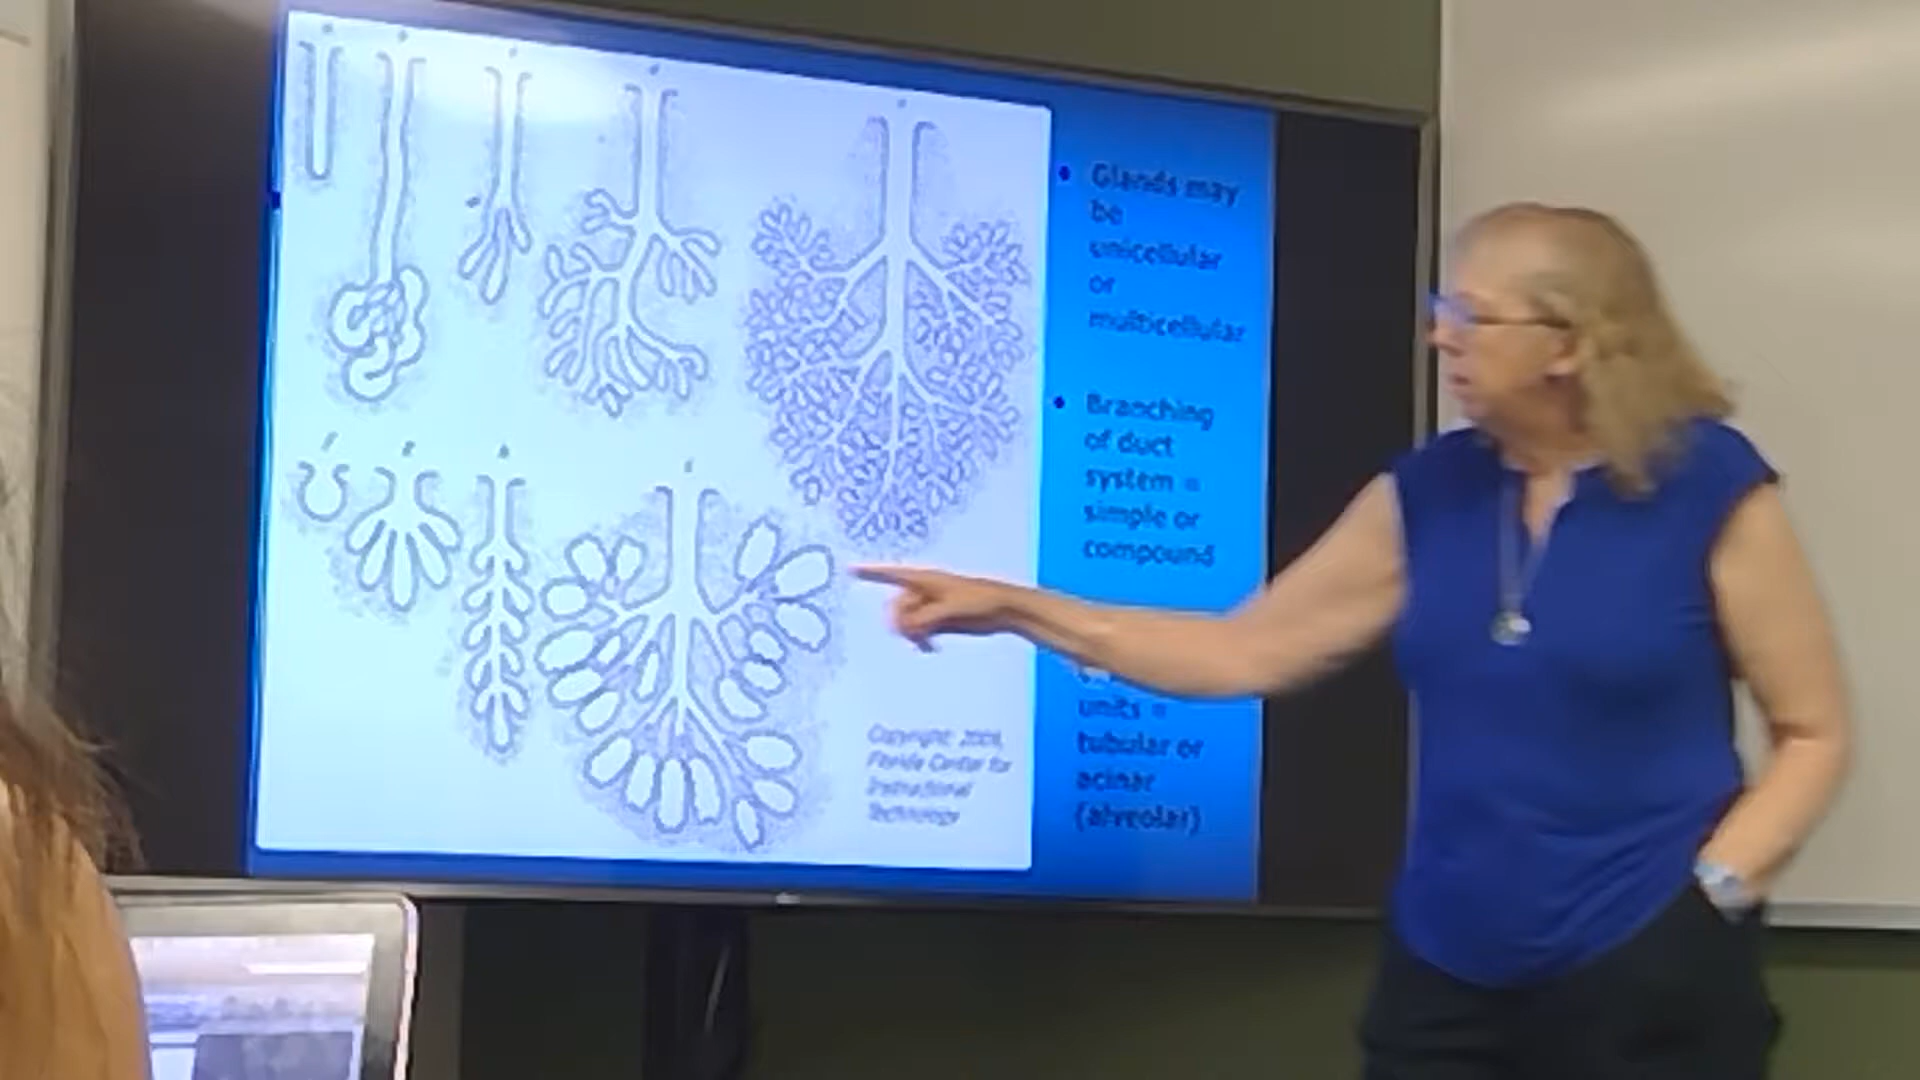 Glands may
be
unicellular
or
multicellular
Branching
of duct
system =
simple or
compound
units =
tubular or
acinar
(alveolar)
Copyright 2009,
Florida Center for
Instructional
Technology